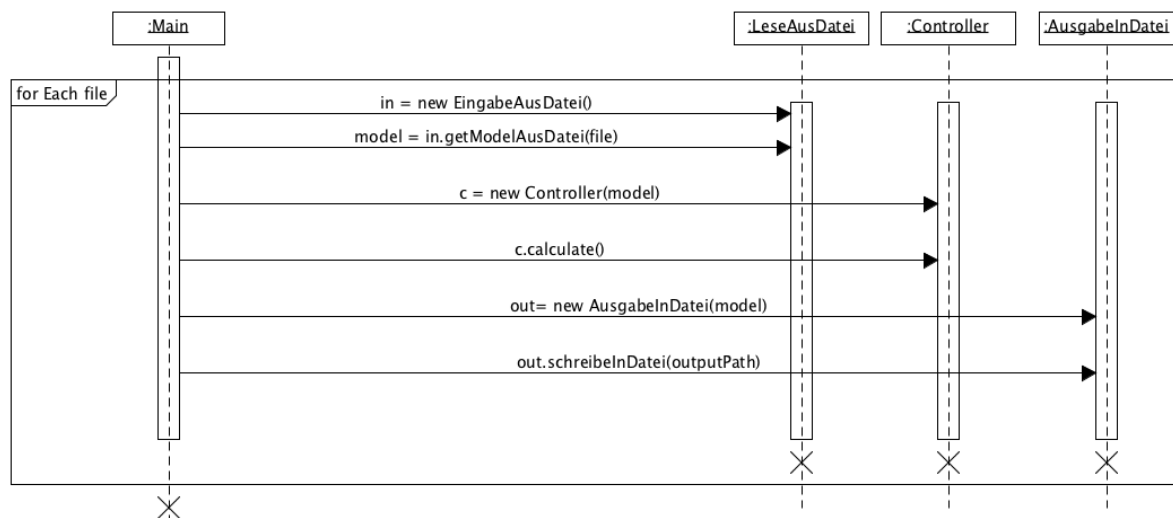 :Main
:LeseAusDatei
:Controller
:AusgabeInDatei
for Each file
in = new EingabeAusDatei()
model = in.getModelAusDatei(file)
c = new Controller(model)
c.calculate()
out= new AusgabeInDatei(model)
out.schreibeInDatei(outputPath)